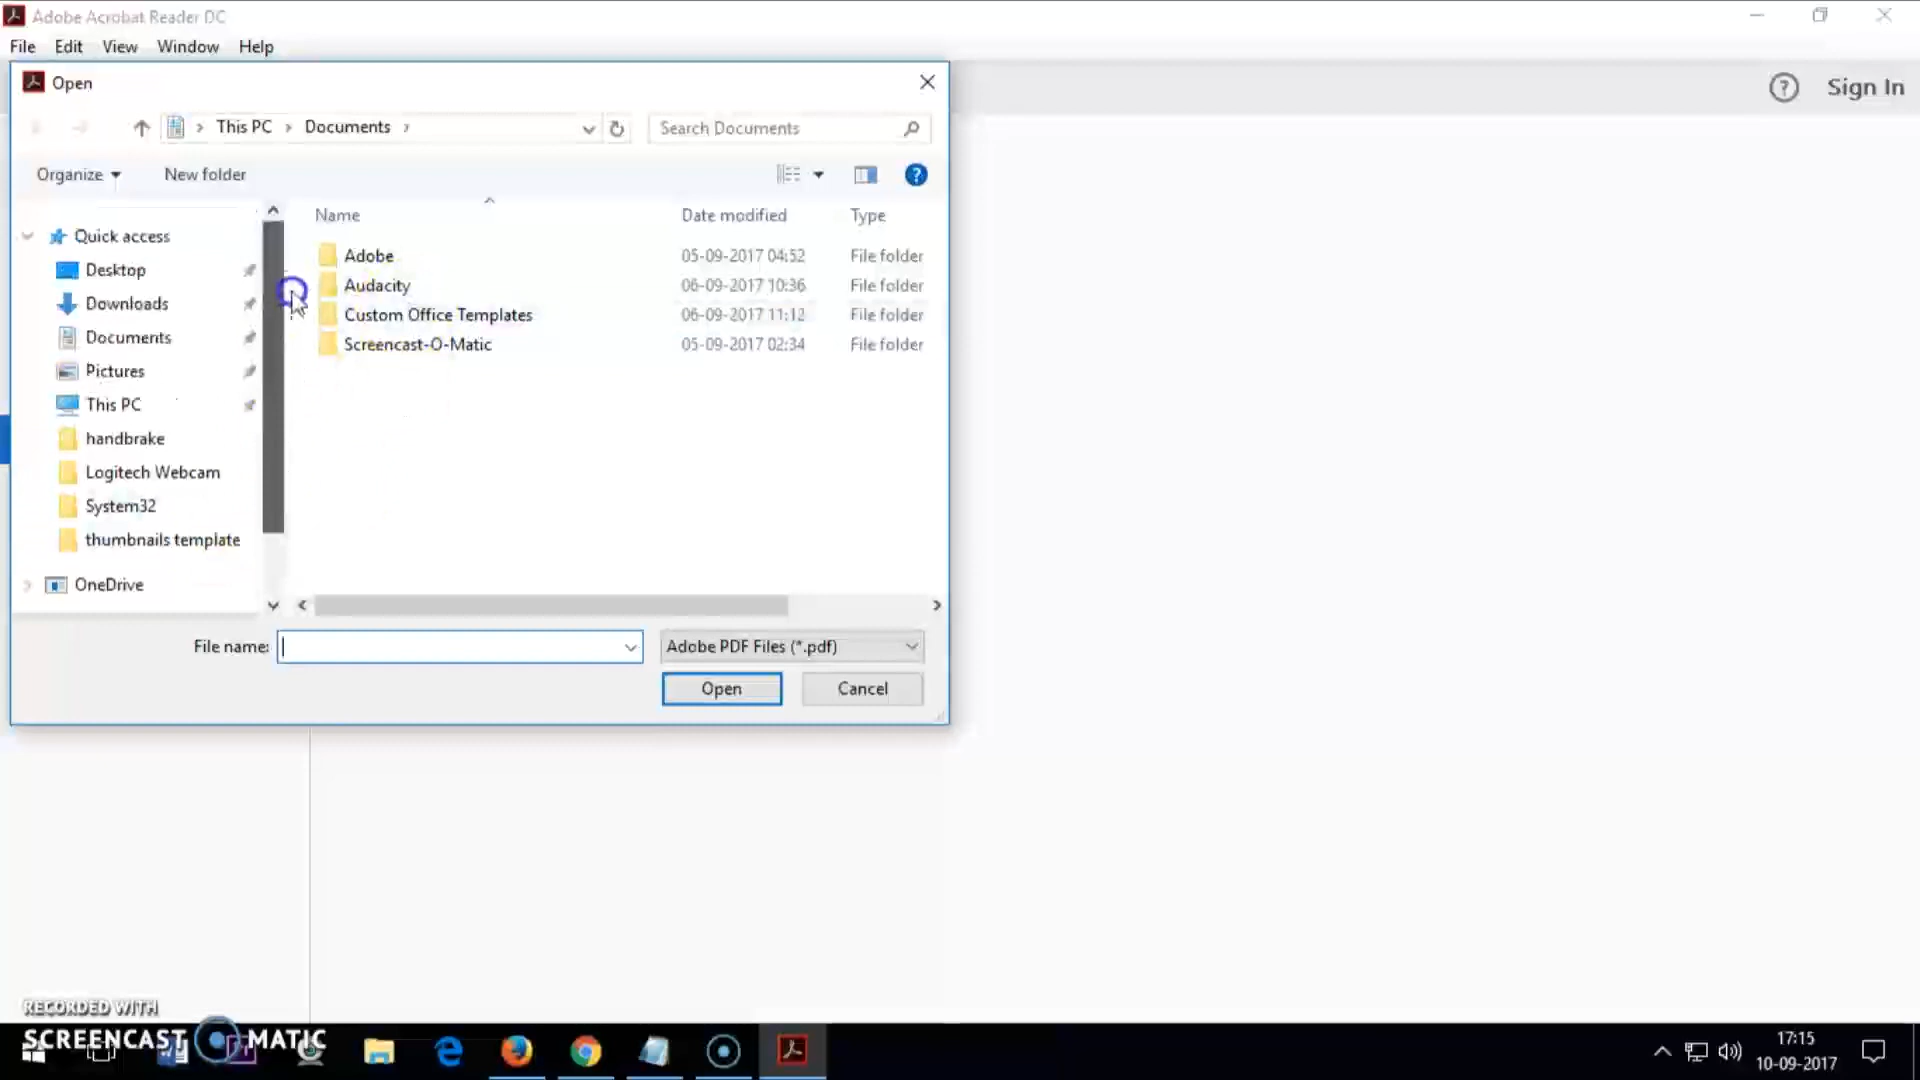 Adobe Acrobat Reader DC
File Edit View Window Help
Open
Sign In
This PC Documents
Search Documents
Organize New folder
Name Date modified Type
Quick access
Desktop
Downloads
Documents
Pictures
This PC
handbrake
Logitech Webcam
System32
thumbnails template
OneDrive
Adobe 05-09-2017 04:52 File folder
Audacity 06-09-2017 10:36 File folder
Custom Office Templates 06-09-2017 11:12 File folder
Screencast-O-Matic 05-09-2017 02:34 File folder
File name: Adobe PDF Files (*.pdf)
Open Cancel
RECORDED WITH
SCREENCAST MATIC
17:15
10-09-2017